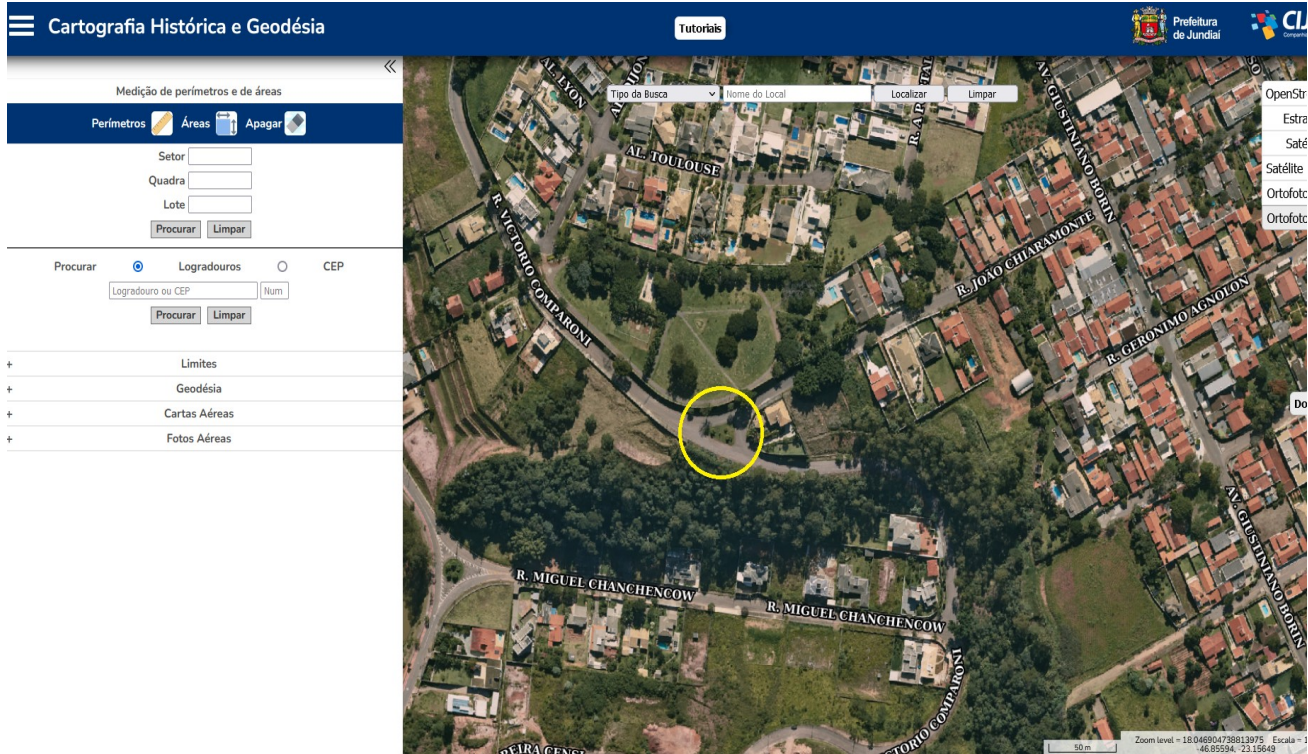 Cartografia Histórica e Geodésia
Tutoriais
Prefeitura
de Jundiaí
Medição de perímetros e de áreas
Perímetros Áreas Apagar
Setor
Quadra
Lote
Procurar Limpar
Procurar Logradouros CEP
Logradouro ou CEP Num
Procurar Limpar
+ Limites
+ Geodésia
+ Cartas Aéreas
+ Fotos Aéreas
Tipo da Busca Nome do Local Localizar Limpar
AL. LYON
AL. TOULOUSE
R. VICTORIO COMPARONI
AV. GIUSTINIANO BORIN
R. JOÃO CHIARAMONTE
R. GERONIMO AGNOLON
AV. GIUSTINIANO BORIN
R. MIGUEL CHANCHENCOW
R. MIGUEL CHANCHENCOW
Satélite
50 m
Zoom level = 18.046904738813975 Escala = 1
-46.85594, -23.15649